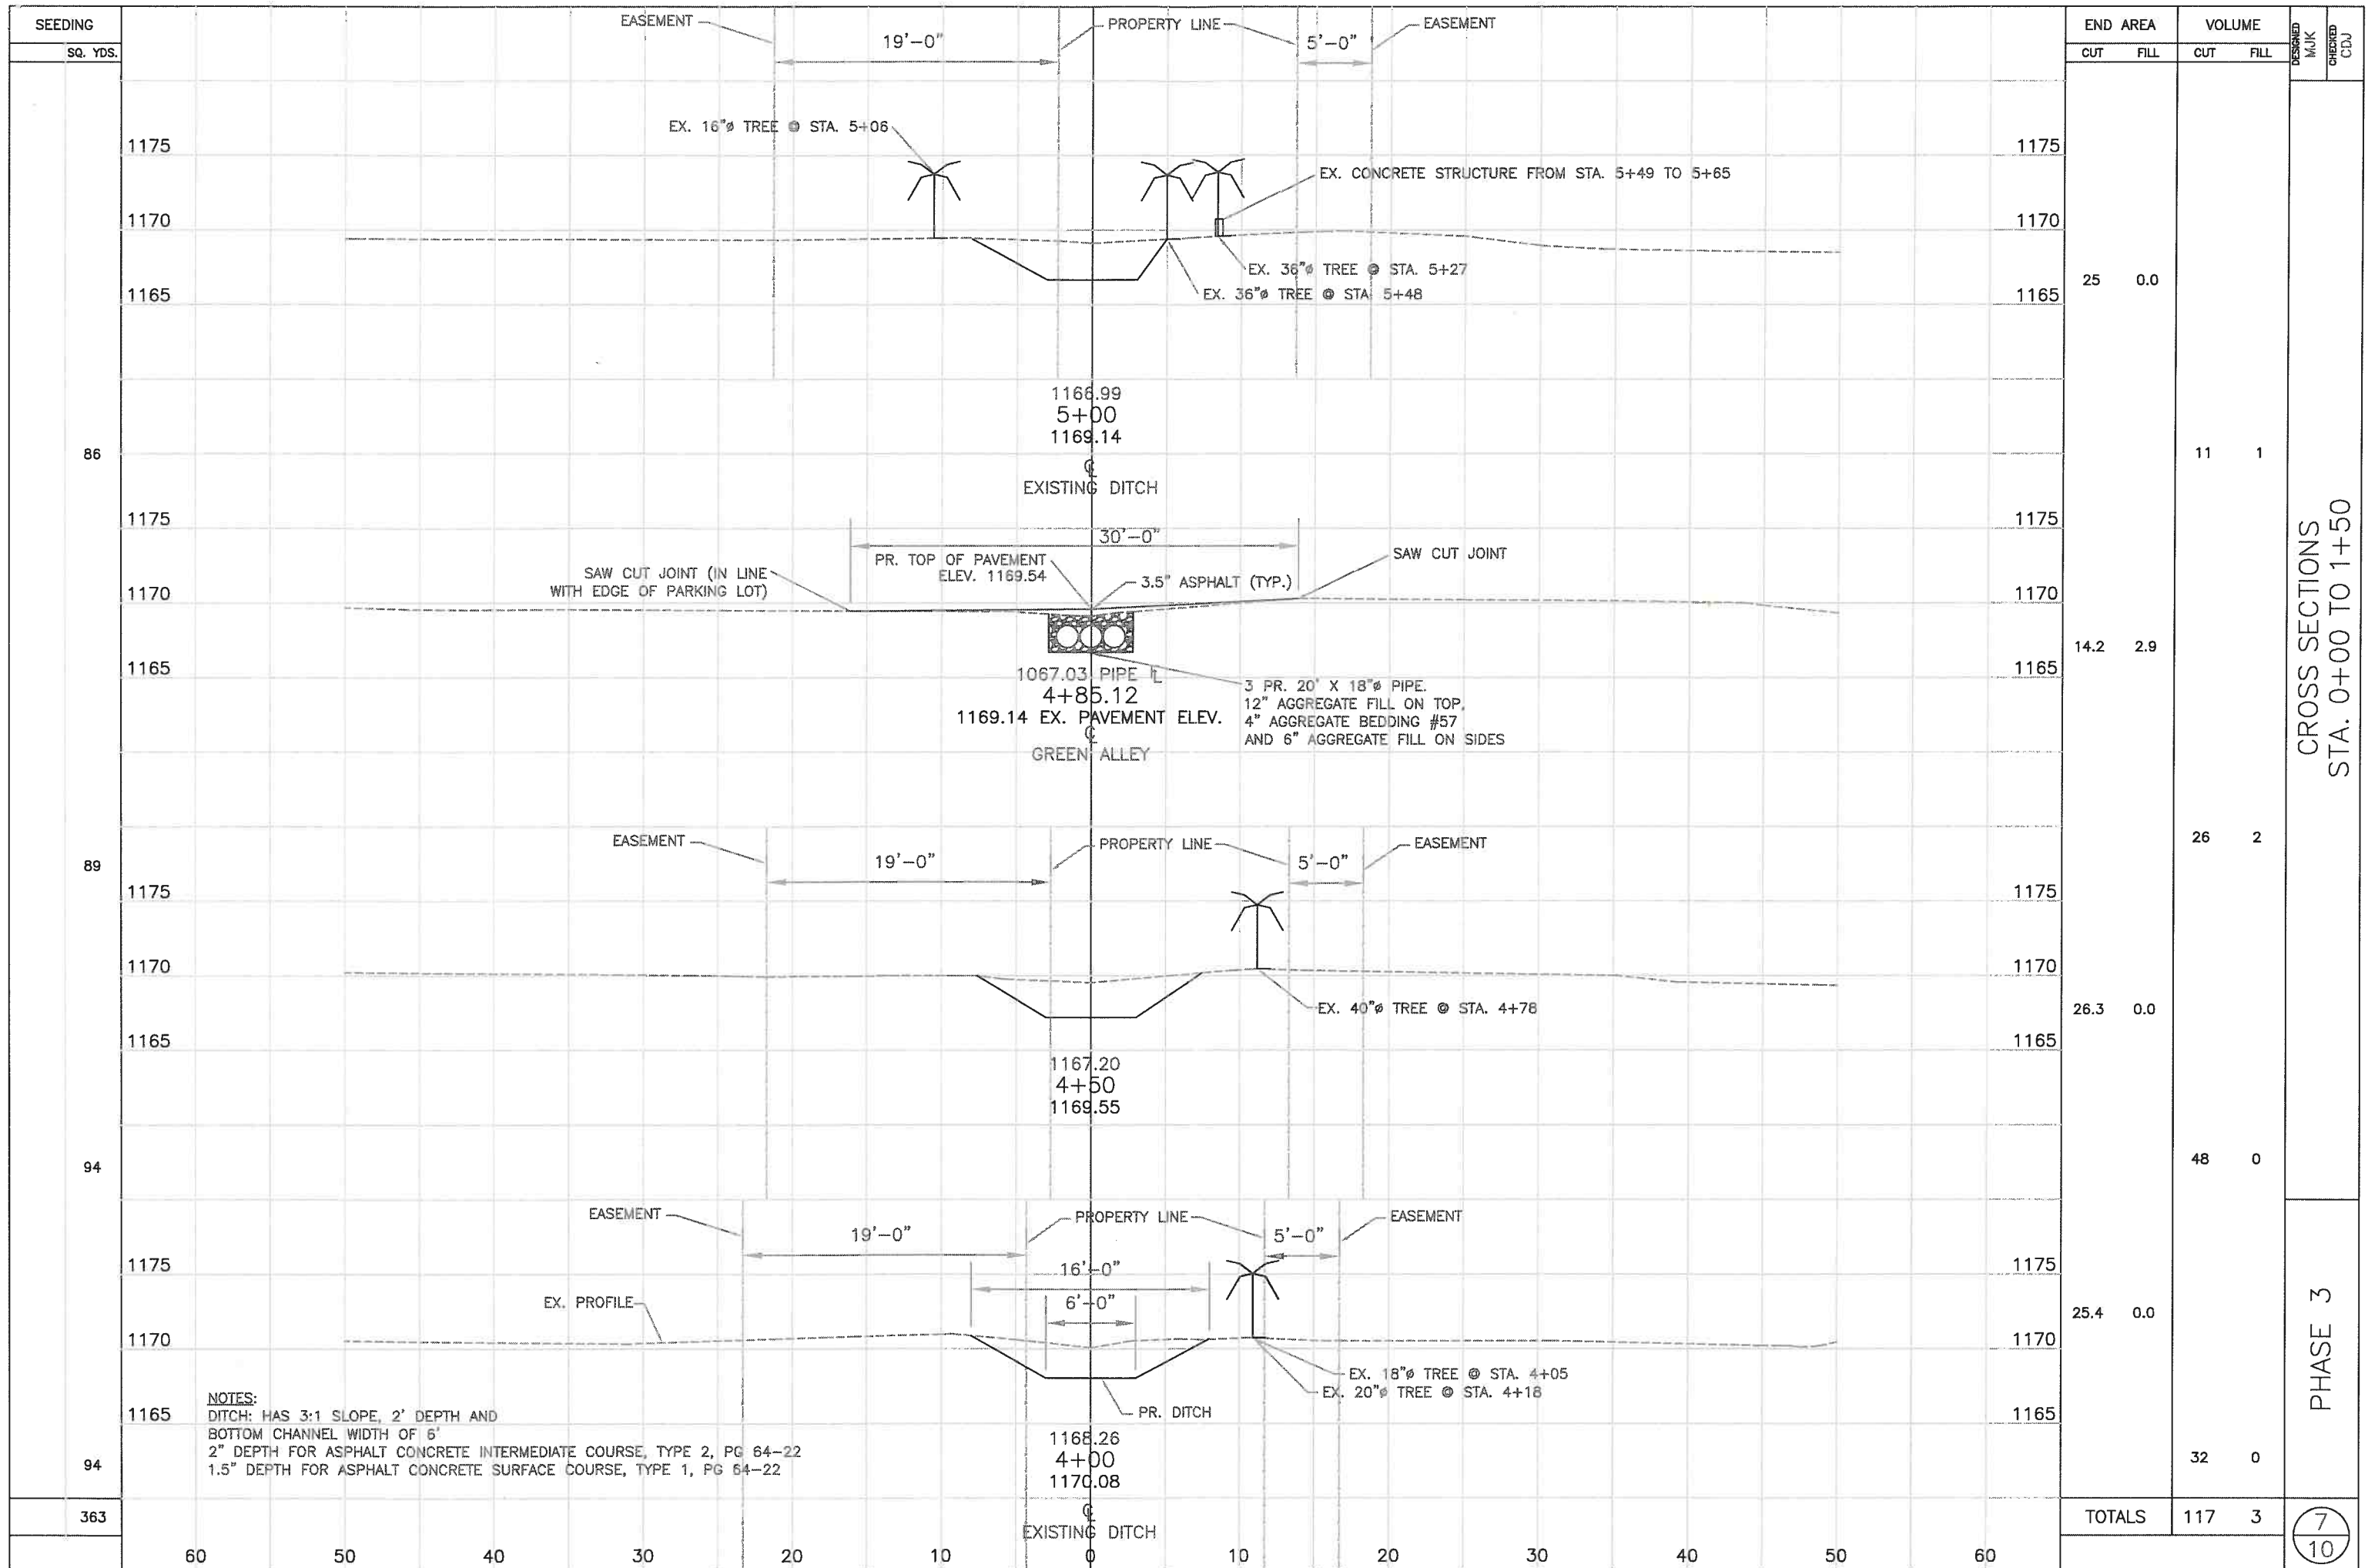 SEEDING
SQ. YDS.
END AREA
VOLUME
CUT FILL
CUT FILL
DESIGNED
MJK
CHECKED
CDJ
EASEMENT
19'-0"
PROPERTY LINE
5'-0"
EASEMENT
EX. 16"ø TREE @ STA. 5+06
1175
1175
EX. CONCRETE STRUCTURE FROM STA. 5+49 TO 5+65
1170
1170
EX. 36"ø TREE @ STA. 5+27
EX. 36"ø TREE @ STA. 5+48
1165
1165
25 0.0
1166.99
5+00
1169.14
℄
EXISTING DITCH
86
11 1
1175
1175
30'-0"
PR. TOP OF PAVEMENT
ELEV. 1169.54
SAW CUT JOINT
SAW CUT JOINT (IN LINE
WITH EDGE OF PARKING LOT)
3.5" ASPHALT (TYP.)
1170
1170
14.2 2.9
1165
1165
1067.03 PIPE ℄
4+85.12
1169.14 EX. PAVEMENT ELEV.
℄
GREEN ALLEY
3 PR. 20' X 18"ø PIPE.
12" AGGREGATE FILL ON TOP,
4" AGGREGATE BEDDING #57
AND 6" AGGREGATE FILL ON SIDES
26 2
89
EASEMENT
19'-0"
PROPERTY LINE
5'-0"
EASEMENT
1175
1175
1170
1170
EX. 40"ø TREE @ STA. 4+78
26.3 0.0
1165
1165
1167.20
4+50
1169.55
94
48 0
EASEMENT
19'-0"
PROPERTY LINE
5'-0"
EASEMENT
1175
1175
16'-0"
6'-0"
EX. PROFILE
25.4 0.0
1170
1170
EX. 18"ø TREE @ STA. 4+05
EX. 20"ø TREE @ STA. 4+18
PR. DITCH
1165
1165
NOTES:
DITCH: HAS 3:1 SLOPE, 2' DEPTH AND
BOTTOM CHANNEL WIDTH OF 6'
2" DEPTH FOR ASPHALT CONCRETE INTERMEDIATE COURSE, TYPE 2, PG 64-22
1.5" DEPTH FOR ASPHALT CONCRETE SURFACE COURSE, TYPE 1, PG 64-22
1168.26
4+00
1170.08
℄
EXISTING DITCH
94
32 0
363
TOTALS 117 3
60 50 40 30 20 10 0 10 20 30 40 50 60
CROSS SECTIONS
STA. 0+00 TO 1+50
PHASE 3
7
10